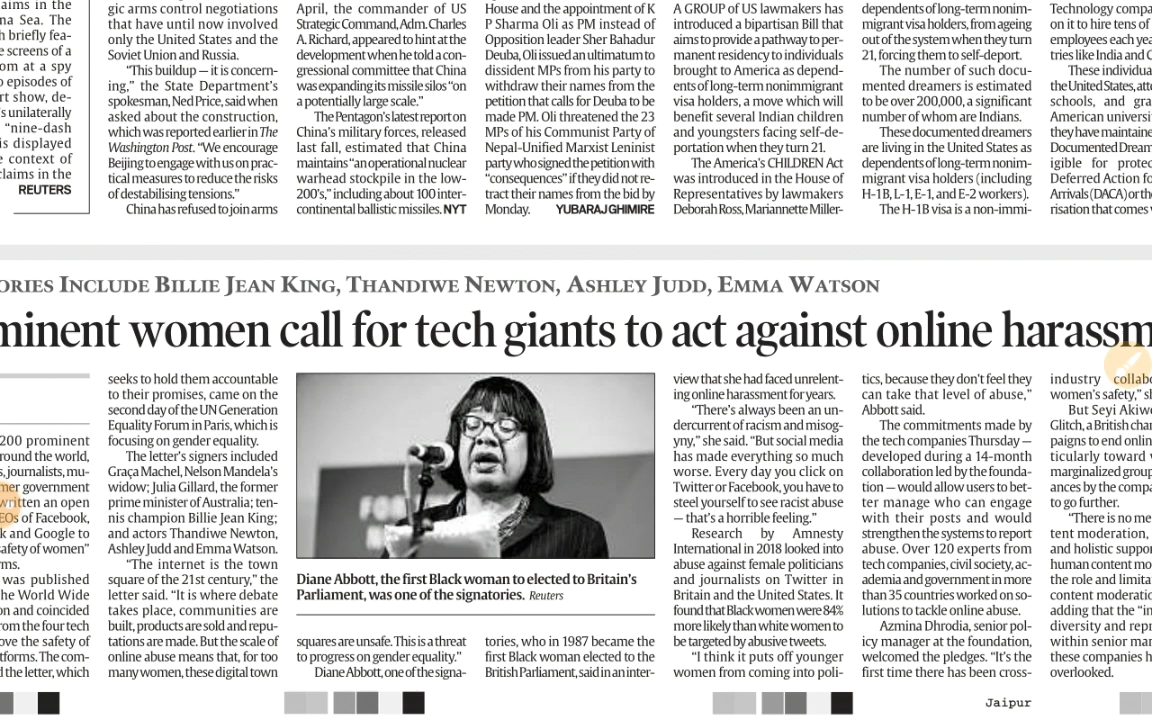 aims in the
na Sea. The
h briefly fea-
e screens of a
om at a spy
o episodes of
rt show, de-
's unilaterally
"nine-dash
is displayed
e context of
claims in the
REUTERS
gic arms control negotiations
that have until now involved
only the United States and the
Soviet Union and Russia.
"This buildup — it is concern-
ing," the State Department's
spokesman, Ned Price, said when
asked about the construction,
which was reported earlier in The
Washington Post. "We encourage
Beijing to engage with us on prac-
tical measures to reduce the risks
of destabilising tensions."
China has refused to join arms
April, the commander of US
Strategic Command, Adm. Charles
A. Richard, appeared to hint at the
development when he told a con-
gressional committee that China
was expanding its missile silos "on
a potentially large scale."
The Pentagon's latest report on
China's military forces, released
last fall, estimated that China
maintains "an operational nuclear
warhead stockpile in the low-
200's," including about 100 inter-
continental ballistic missiles. NYT
House and the appointment of K
P Sharma Oli as PM instead of
Opposition leader Sher Bahadur
Deuba, Oli issued an ultimatum to
dissident MPs from his party to
withdraw their names from the
petition that calls for Deuba to be
made PM. Oli threatened the 23
MPs of his Communist Party of
Nepal-Unified Marxist Leninist
party who signed the petition with
"consequences" if they did not re-
tract their names from the bid by
Monday. YUBARAJ GHIMIRE
A GROUP of US lawmakers has
introduced a bipartisan Bill that
aims to provide a pathway to per-
manent residency to individuals
brought to America as depend-
ents of long-term nonimmigrant
visa holders, a move which will
benefit several Indian children
and youngsters facing self-de-
portation when they turn 21.
The America's CHILDREN Act
was introduced in the House of
Representatives by lawmakers
Deborah Ross, Mariannette Miller-
dependents of long-term nonim-
migrant visa holders, from ageing
out of the system when they turn
21, forcing them to self-deport.
The number of such docu-
mented dreamers is estimated
to be over 200,000, a significant
number of whom are Indians.
These documented dreamers
are living in the United States as
dependents of long-term nonim-
migrant visa holders (including
H-1B, L-1, E-1, and E-2 workers).
The H-1B visa is a non-immi-
Technology compa
on it to hire tens of
employees each yea
tries like India and C
These individua
the United States, atte
schools, and gra
American universit
they have maintaine
Documented Dream
igible for protec
Deferred Action fo
Arrivals (DACA) or the
risation that comes v
ORIES INCLUDE BILLIE JEAN KING, THANDIWE NEWTON, ASHLEY JUDD, EMMA WATSON
minent women call for tech giants to act against online harassm
200 prominent
round the world,
s, journalists, mu-
mer government
written an open
EOs of Facebook,
k and Google to
safety of women"
rms.
was published
he World Wide
on and coincided
rom the four tech
ove the safety of
tforms. The com-
d the letter, which
seeks to hold them accountable
to their promises, came on the
second day of the UN Generation
Equality Forum in Paris, which is
focusing on gender equality.
The letter's signers included
Graça Machel, Nelson Mandela's
widow; Julia Gillard, the former
prime minister of Australia; ten-
nis champion Billie Jean King;
and actors Thandiwe Newton,
Ashley Judd and Emma Watson.
"The internet is the town
square of the 21st century," the
letter said. "It is where debate
takes place, communities are
built, products are sold and repu-
tations are made. But the scale of
online abuse means that, for too
many women, these digital town
Diane Abbott, the first Black woman to elected to Britain's
Parliament, was one of the signatories. Reuters
squares are unsafe. This is a threat
to progress on gender equality."
Diane Abbott, one of the signa-
tories, who in 1987 became the
first Black woman elected to the
British Parliament, said in an inter-
view that she had faced unrelent-
ing online harassment for years.
"There's always been an un-
dercurrent of racism and misog-
yny," she said. "But social media
has made everything so much
worse. Every day you click on
Twitter or Facebook, you have to
steel yourself to see racist abuse
— that's a horrible feeling."
Research by Amnesty
International in 2018 looked into
abuse against female politicians
and journalists on Twitter in
Britain and the United States. It
found that Black women were 84%
more likely than white women to
be targeted by abusive tweets.
"I think it puts off younger
women from coming into poli-
tics, because they don't feel they
can take that level of abuse,"
Abbott said.
The commitments made by
the tech companies Thursday —
developed during a 14-month
collaboration led by the founda-
tion — would allow users to bet-
ter manage who can engage
with their posts and would
strengthen the systems to report
abuse. Over 120 experts from
tech companies, civil society, ac-
ademia and government in more
than 35 countries worked on so-
lutions to tackle online abuse.
Azmina Dhrodia, senior pol-
icy manager at the foundation,
welcomed the pledges. "It's the
first time there has been cross-
industry collabo
women's safety," sh
But Seyi Akiwo
Glitch, a British char
paigns to end onlin
ticularly toward v
marginalized group
ances by the compa
to go further.
"There is no me
tent moderation,
and holistic suppor
human content mo
the role and limita
content moderatio
adding that the "in
diversity and repr
within senior man
these companies h
overlooked.
Jaipur